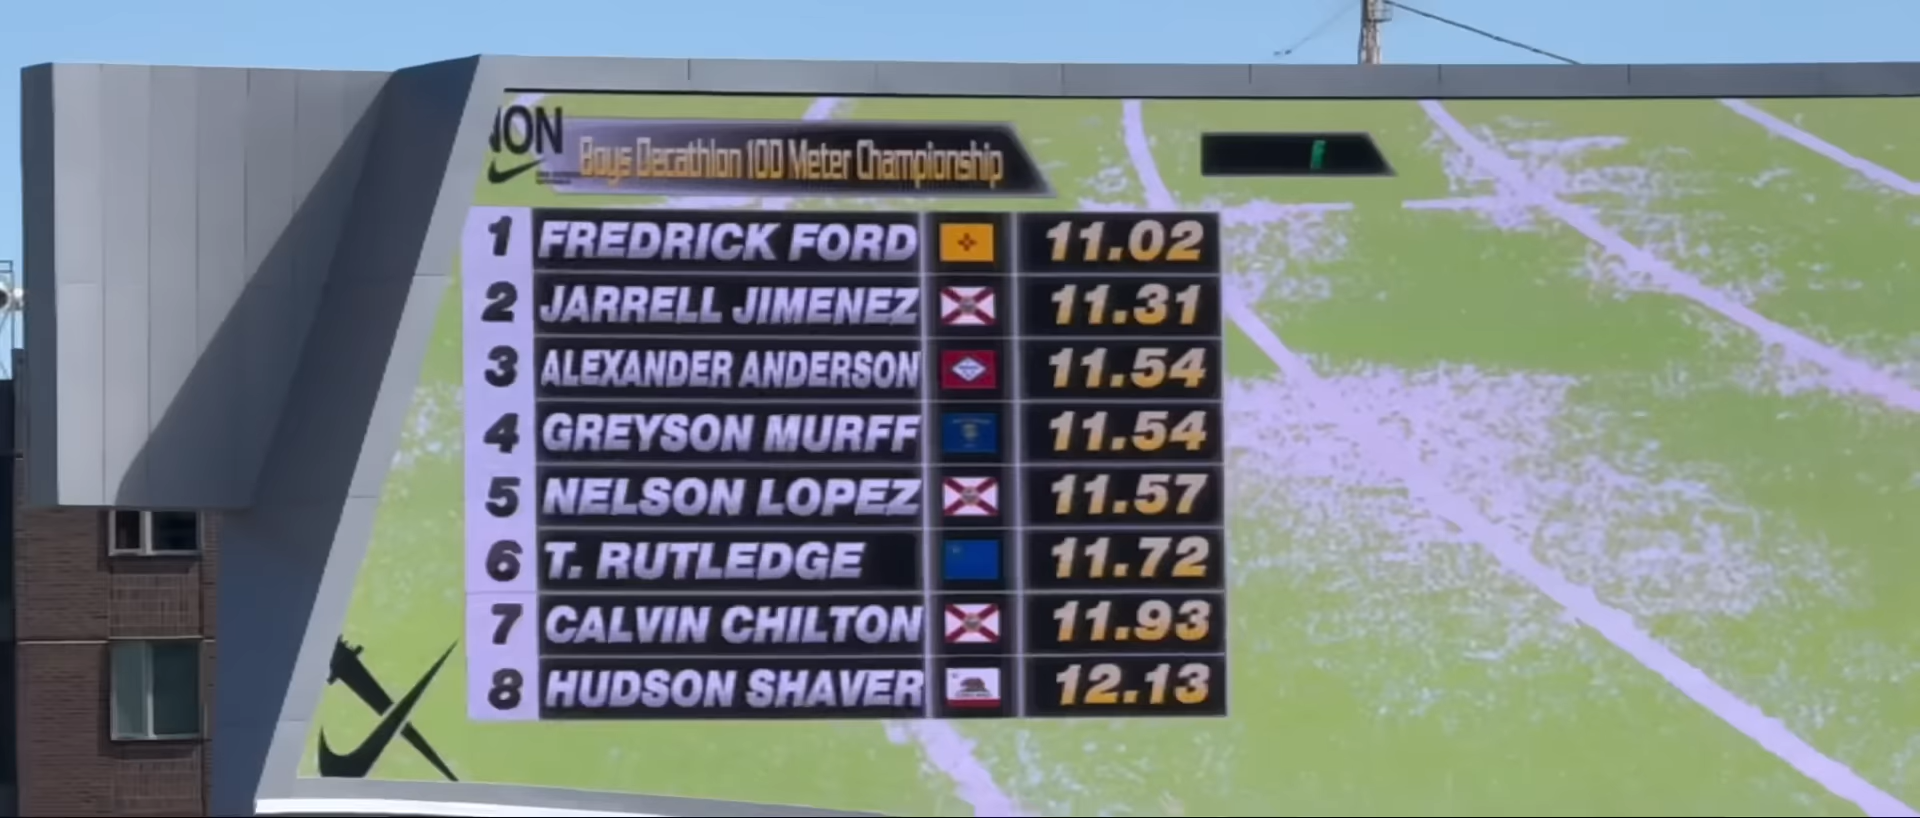 ION
Boys Decathlon 100 Meter Championship
F
1 FREDRICK FORD 11.02
2 JARRELL JIMENEZ 11.31
3 ALEXANDER ANDERSON 11.54
4 GREYSON MURFF 11.54
5 NELSON LOPEZ 11.57
6 T. RUTLEDGE 11.72
7 CALVIN CHILTON 11.93
8 HUDSON SHAVER 12.13